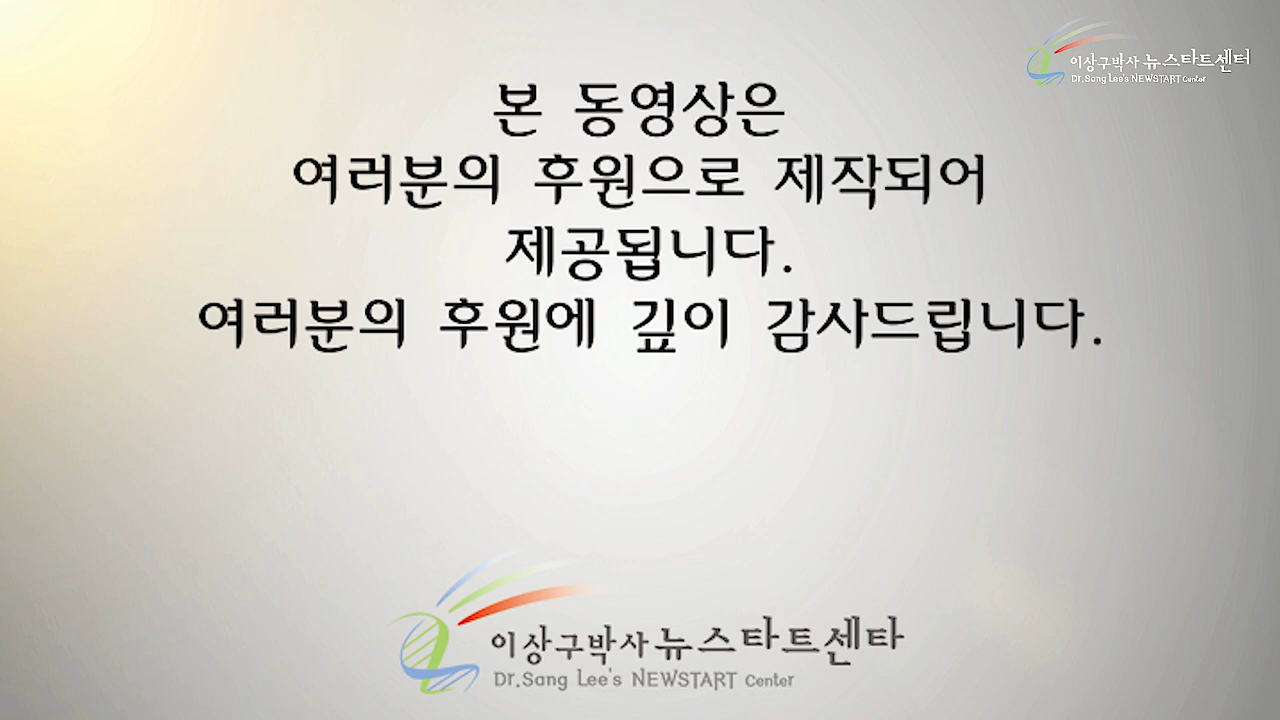 이상구박사 뉴스타트센터
Dr.Sang Lee's NEWSTART Center
본 동영상은
여러분의 후원으로 제작되어
제공됩니다.
여러분의 후원에 깊이 감사드립니다.
이상구박사 뉴스타트센타
Dr.Sang Lee's NEWSTART Center